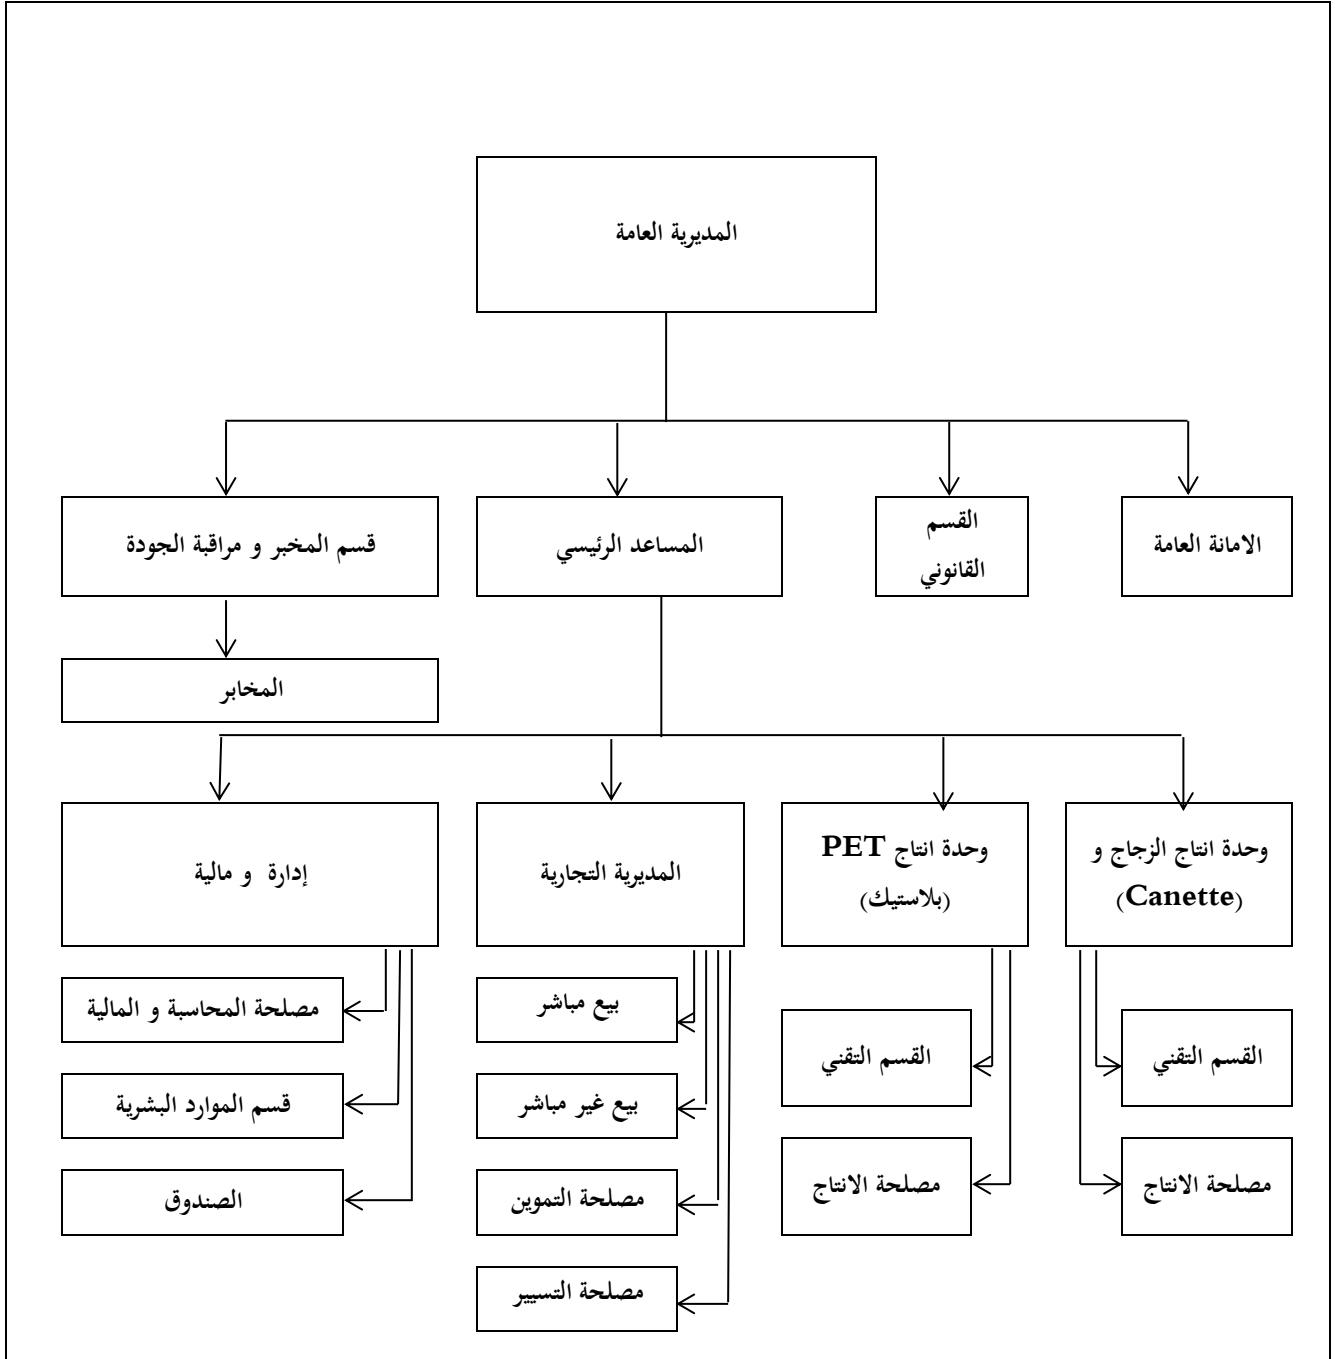 المديرية العامة
الامانة العامة
القسم
القانوني
المساعد الرئيسي
قسم المخبر و مراقبة الجودة
المخابر
وحدة انتاج الزجاج و
(Canette)
وحدة انتاج PET
(بلاستيك)
المديرية التجارية
إدارة و مالية
القسم التقني
مصلحة الانتاج
القسم التقني
مصلحة الانتاج
بيع مباشر
بيع غير مباشر
مصلحة التموين
مصلحة التسيير
مصلحة المحاسبة و المالية
قسم الموارد البشرية
الصندوق